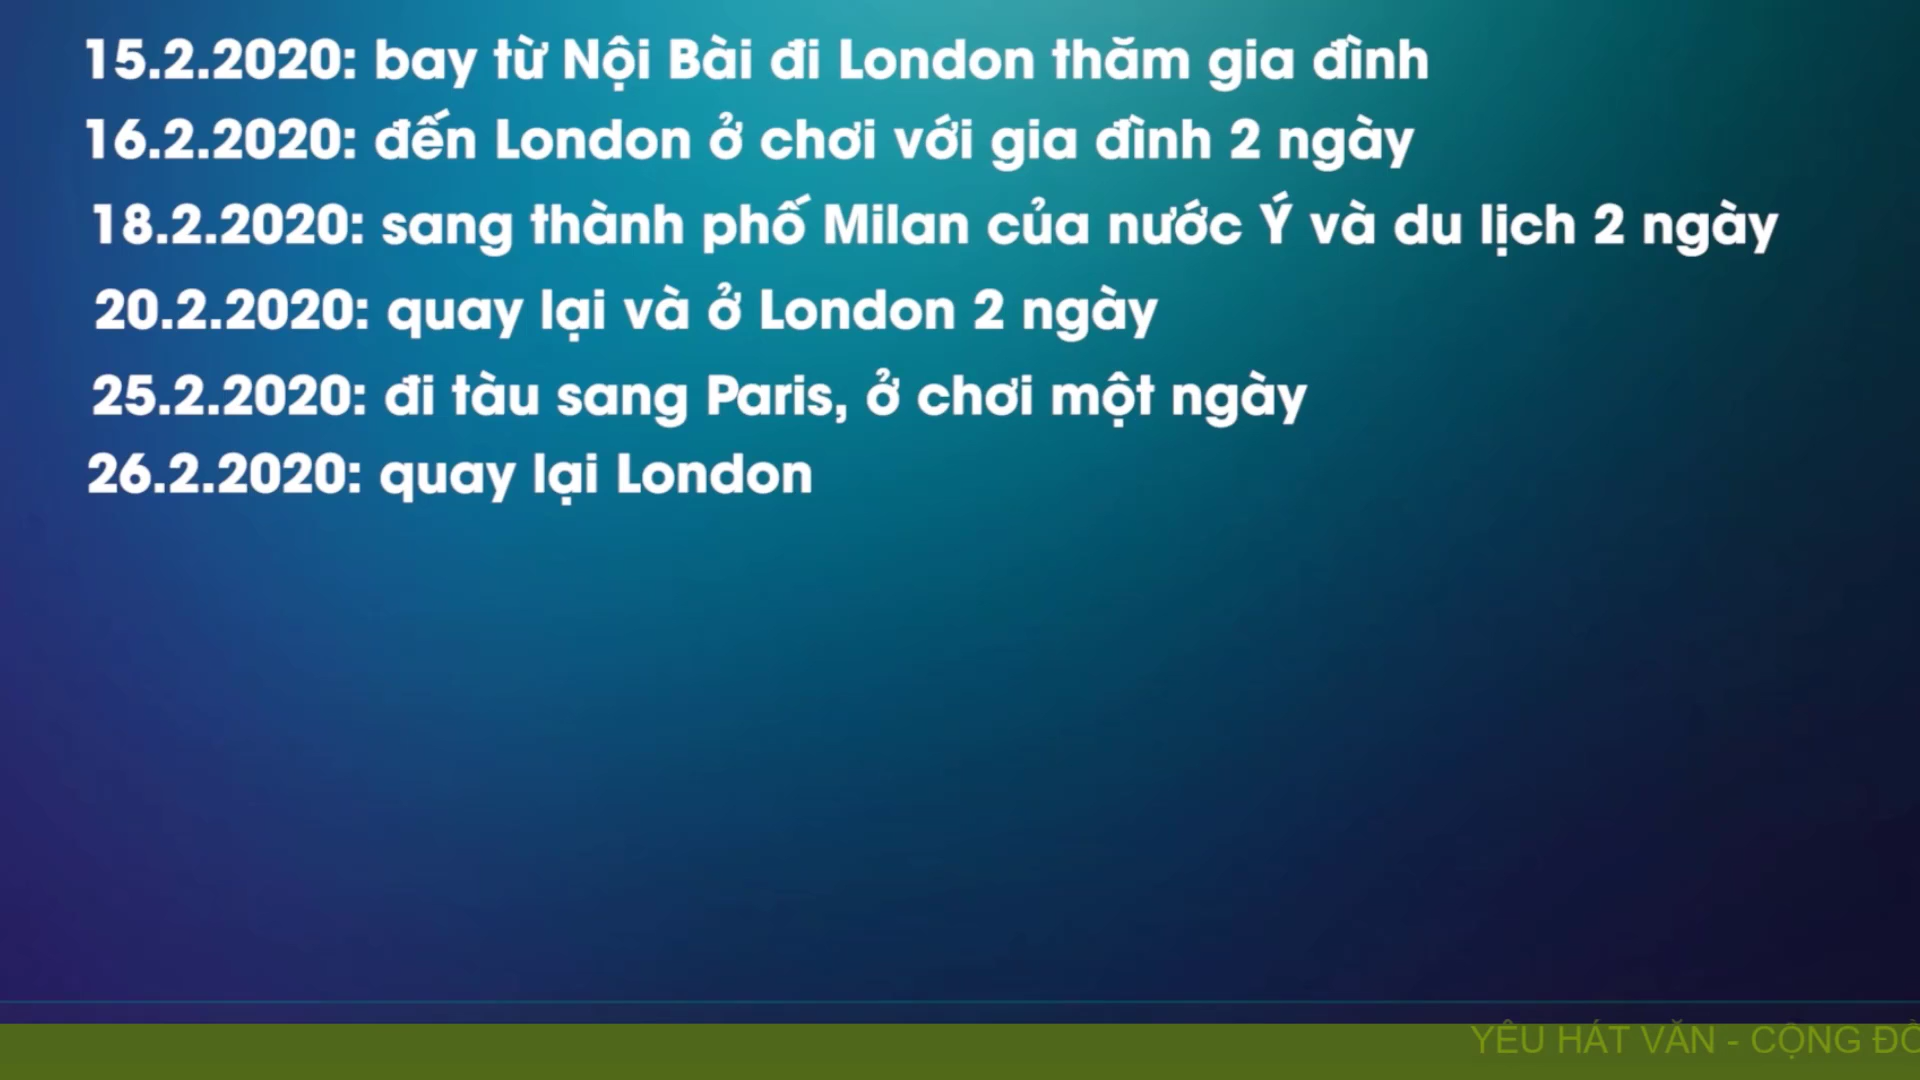 15.2.2020: bay từ Nội Bài đi London thăm gia đình
16.2.2020: đến London ở chơi với gia đình 2 ngày
18.2.2020: sang thành phố Milan của nước Ý và du lịch 2 ngày
20.2.2020: quay lại và ở London 2 ngày
25.2.2020: đi tàu sang Paris, ở chơi một ngày
26.2.2020: quay lại London
YÊU HÁT VĂN - CỘNG